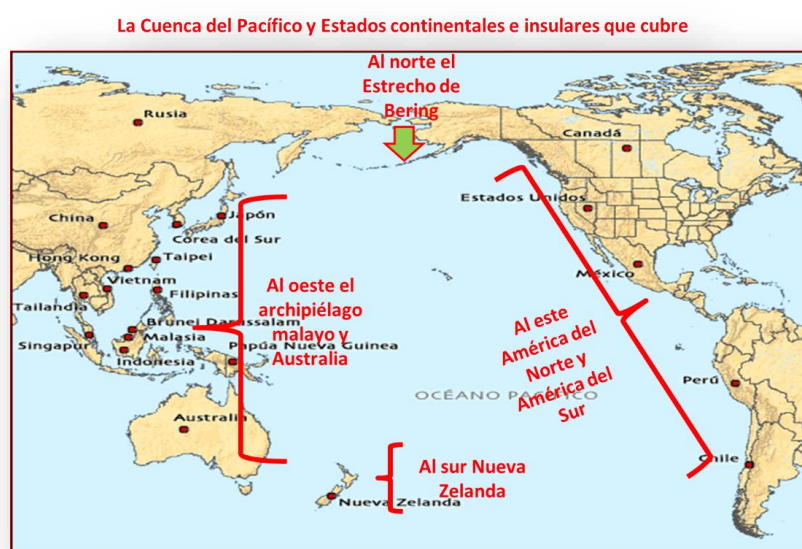 La Cuenca del Pacífico y Estados continentales e insulares que cubre
Al norte el
Estrecho de
Bering
Rusia
Canadá
Estados Unidos
China
Japón
Corea del Sur
Hong Kong
Taipei
México
Vietnam
Filipinas
Tailandia
Al oeste el
archipiélago
malayo y
Australia
Brunei Darussalam
Singapur
Malasia
Papúa Nueva Guinea
Indonesia
Al este
América del
Norte y
América del
Sur
Perú
OCÉANO PACÍFICO
Australia
Chile
Al sur Nueva
Zelanda
Nueva Zelanda